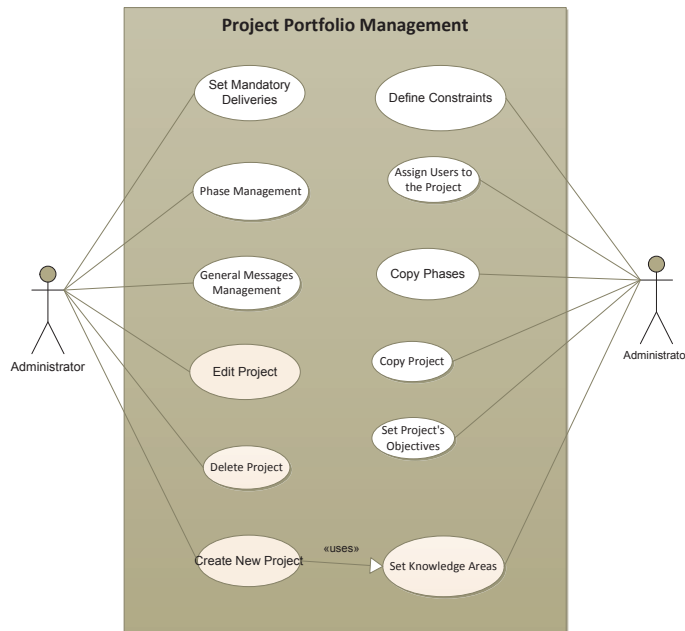 Project Portfolio Management
Set Mandatory
Deliveries
Define Constraints
Phase Management
Assign Users to
the Project
General Messages
Management
Copy Phases
Administrator
Administrato
Edit Project
Copy Project
Delete Project
Set Project's
Objectives
Create New Project
«uses»
Set Knowledge Areas